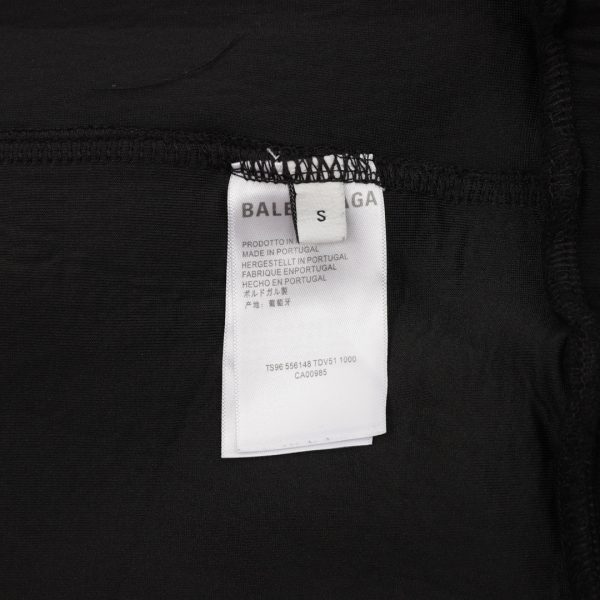 BALE AGA
S
PRODOTTO IN
MADE IN PORTUGAL
HERGESTELLT IN PORTUGAL
FABRIQUE ENPORTUGAL
HECHO EN PORTUGAL
ポルドガル製
产地：葡萄牙
TS96 556148 TDV51 1000
CA00985